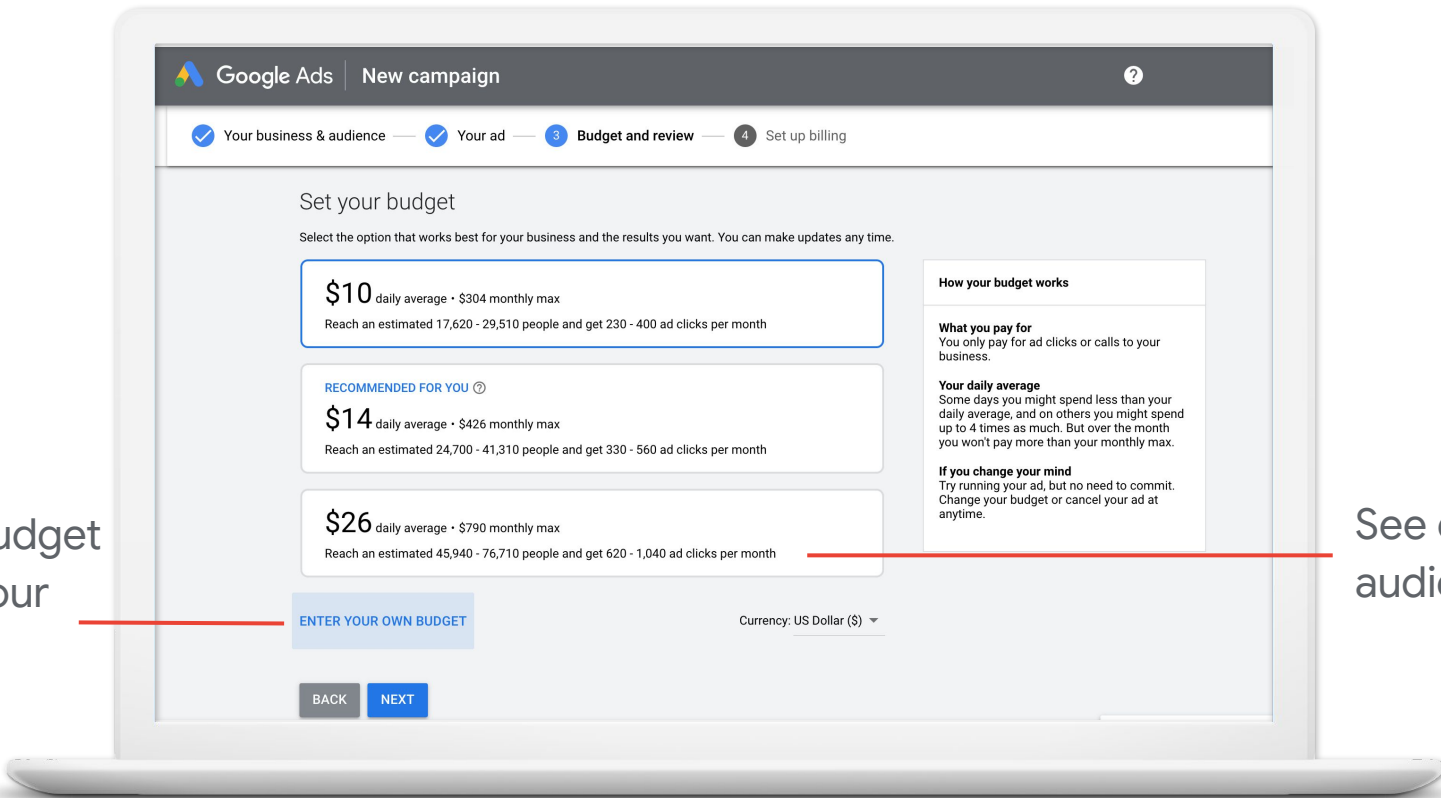 Google Ads New campaign ?
Your business & audience Your ad 3 Budget and review 4 Set up billing
Set your budget
Select the option that works best for your business and the results you want. You can make updates any time.
$10 daily average • $304 monthly max
Reach an estimated 17,620 - 29,510 people and get 230 - 400 ad clicks per month
RECOMMENDED FOR YOU ?
$14 daily average • $426 monthly max
Reach an estimated 24,700 - 41,310 people and get 330 - 560 ad clicks per month
$26 daily average • $790 monthly max
Reach an estimated 45,940 - 76,710 people and get 620 - 1,040 ad clicks per month
ENTER YOUR OWN BUDGET
Currency: US Dollar ($)
BACK NEXT
How your budget works
What you pay for
You only pay for ad clicks or calls to your
business.
Your daily average
Some days you might spend less than your
daily average, and on others you might spend
up to 4 times as much. But over the month
you won't pay more than your monthly max.
If you change your mind
Try running your ad, but no need to commit.
Change your budget or cancel your ad at
anytime.
See